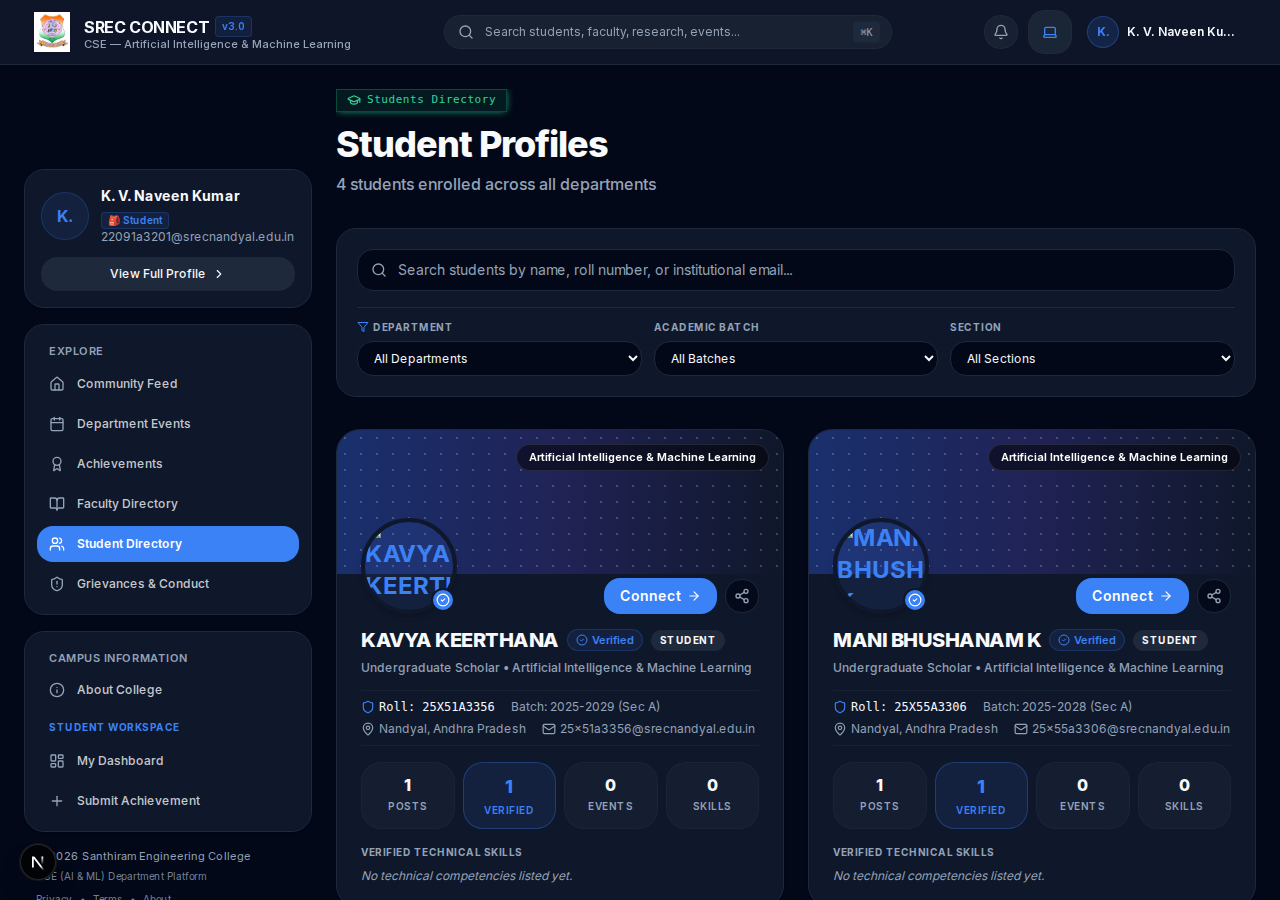 SREC CONNECT v3.0
CSE — Artificial Intelligence & Machine Learning
Search students, faculty, research, events...
⌘K
K.
K. V. Naveen Ku...
K.
K. V. Naveen Kumar
🎒 Student
22091a3201@srecnandyal.edu.in
View Full Profile
EXPLORE
Community Feed
Department Events
Achievements
Faculty Directory
Student Directory
Grievances & Conduct
CAMPUS INFORMATION
About College
STUDENT WORKSPACE
My Dashboard
Submit Achievement
026 Santhiram Engineering College
(AI & ML) Department Platform
Privacy • Terms • About
N
Students Directory
Student Profiles
4 students enrolled across all departments
Search students by name, roll number, or institutional email...
DEPARTMENT
All Departments
ACADEMIC BATCH
All Batches
SECTION
All Sections
Artificial Intelligence & Machine Learning
KAVYA
KEERTI
Connect
KAVYA KEERTHANA Verified STUDENT
Undergraduate Scholar • Artificial Intelligence & Machine Learning
Roll: 25X51A3356 Batch: 2025-2029 (Sec A)
Nandyal, Andhra Pradesh 25×51a3356@srecnandyal.edu.in
1 POSTS
1 VERIFIED
0 EVENTS
0 SKILLS
VERIFIED TECHNICAL SKILLS
No technical competencies listed yet.
Artificial Intelligence & Machine Learning
MANI
BHUSH
Connect
MANI BHUSHANAM K Verified STUDENT
Undergraduate Scholar • Artificial Intelligence & Machine Learning
Roll: 25X55A3306 Batch: 2025-2028 (Sec A)
Nandyal, Andhra Pradesh 25×55a3306@srecnandyal.edu.in
1 POSTS
1 VERIFIED
0 EVENTS
0 SKILLS
VERIFIED TECHNICAL SKILLS
No technical competencies listed yet.